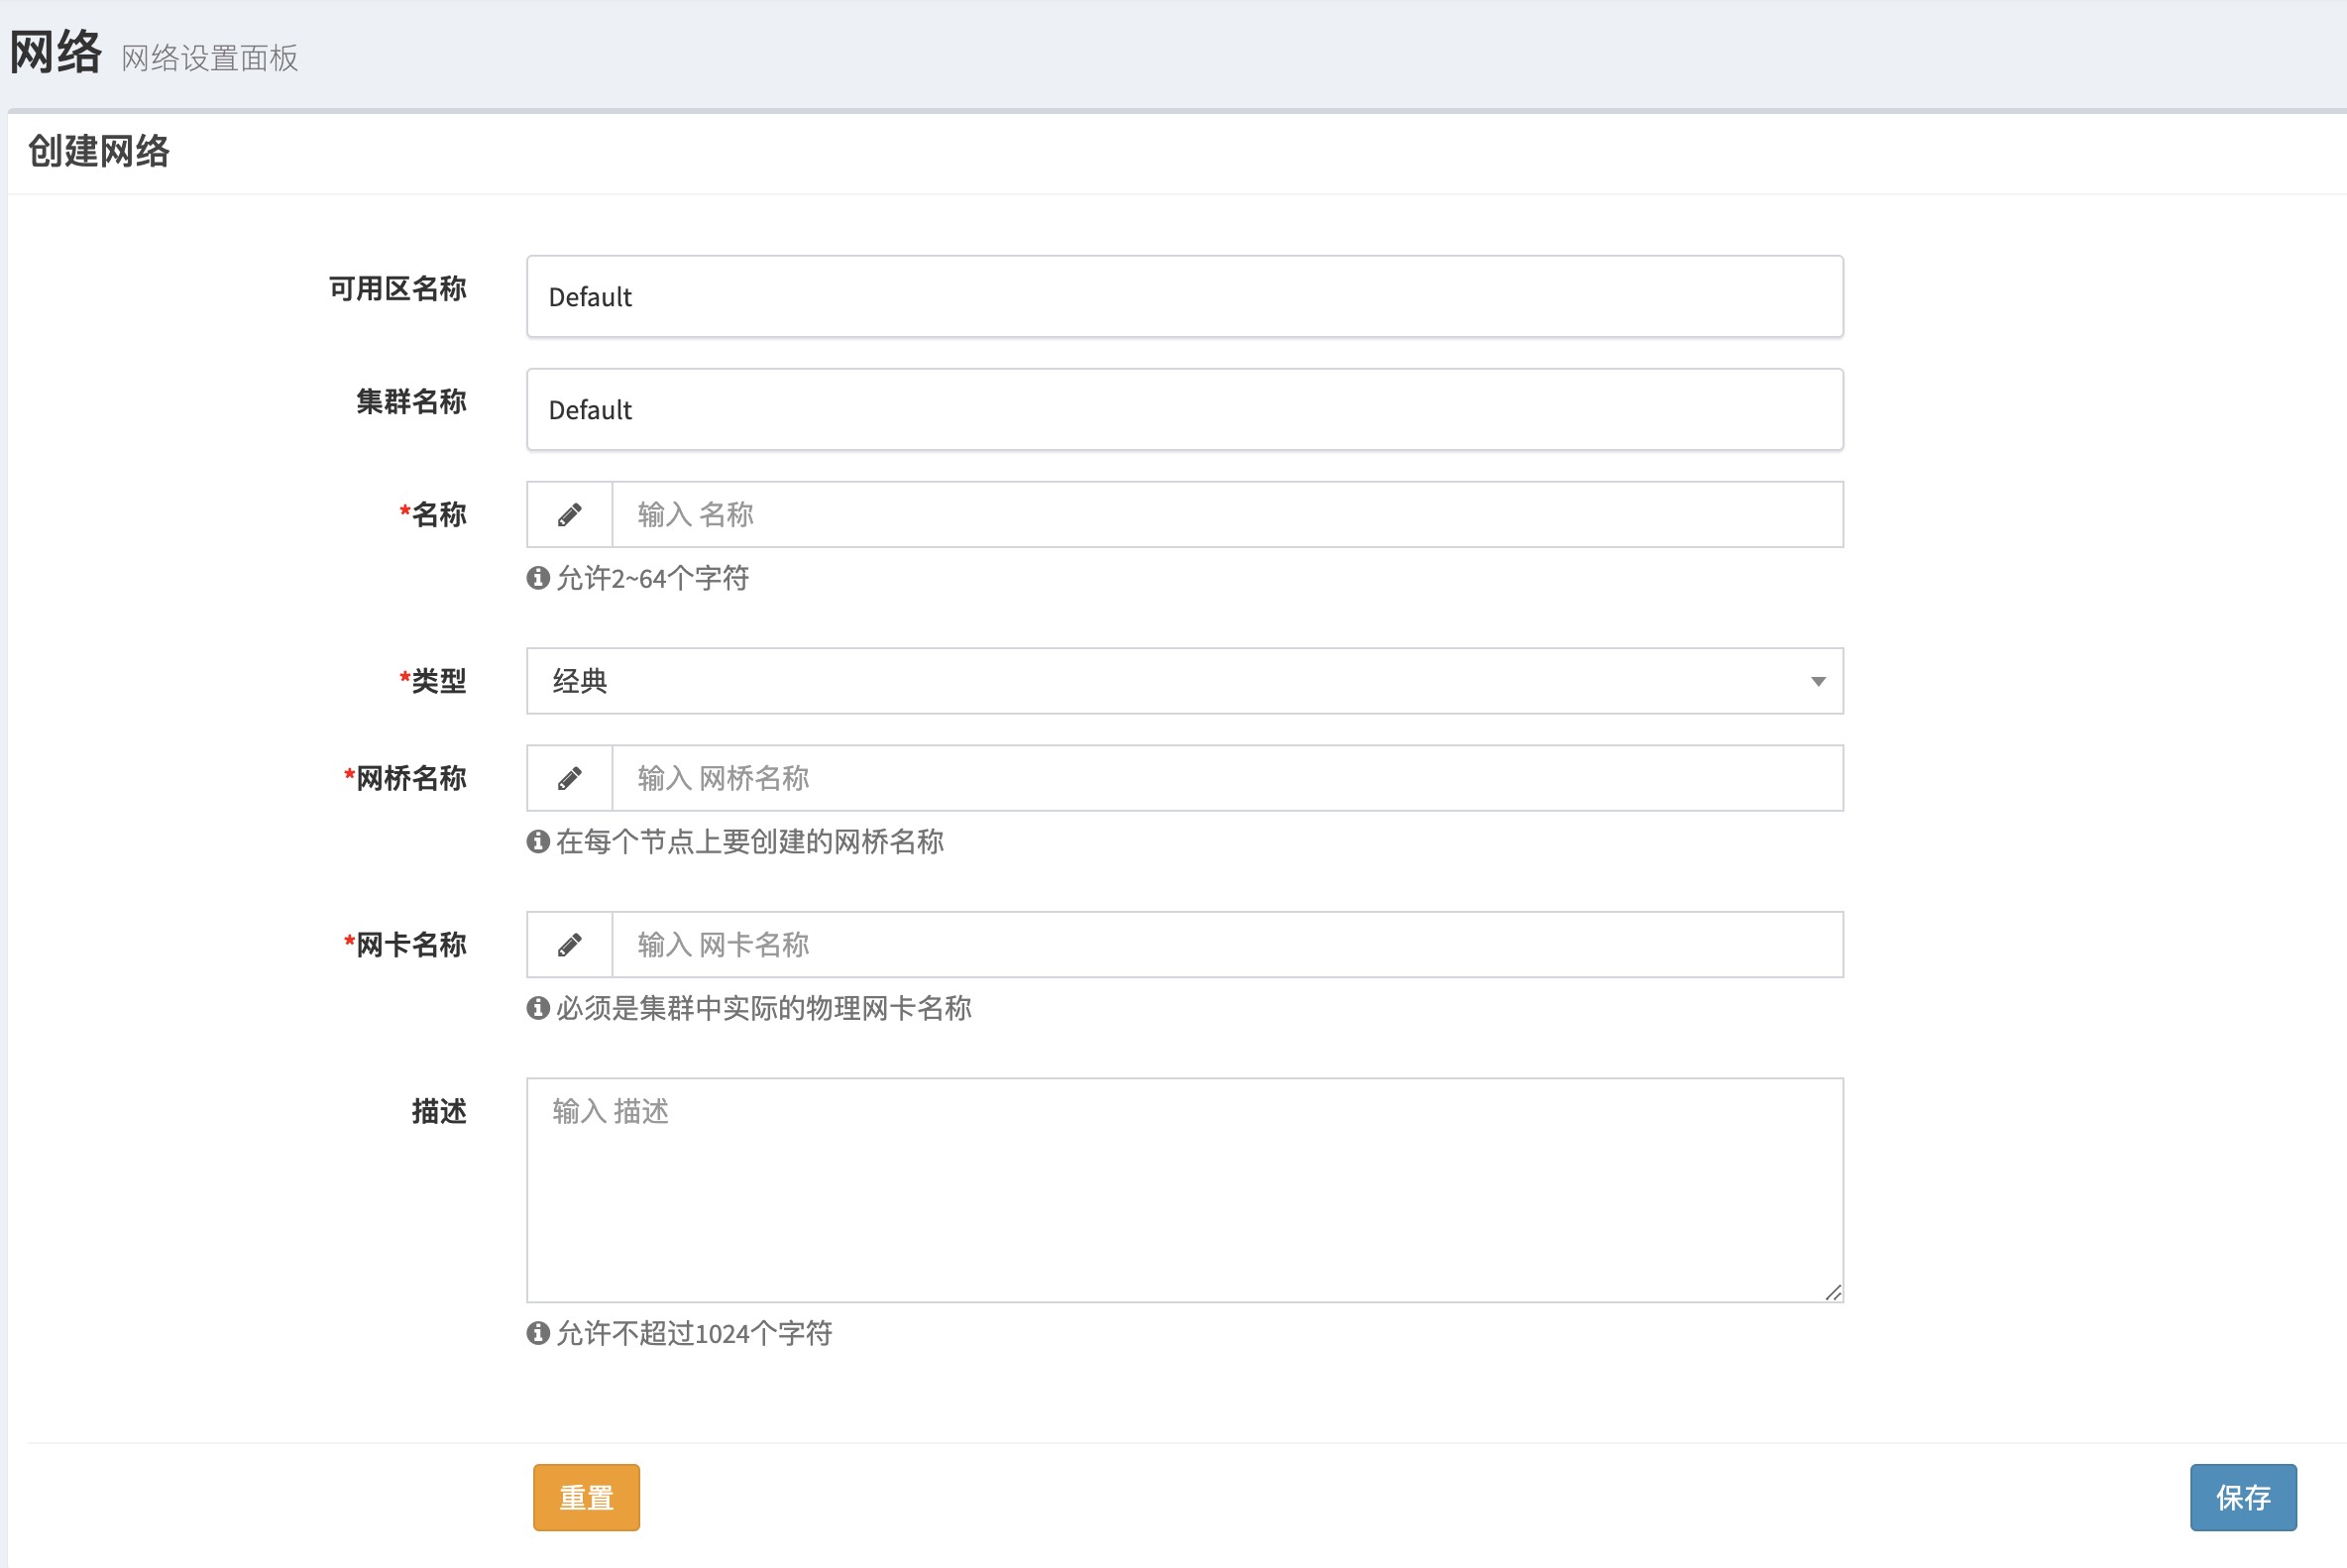 网络 网络设置面板
创建网络
可用区名称 Default
集群名称 Default
*名称 输入 名称
允许2~64个字符
*类型 经典
*网桥名称 输入 网桥名称
在每个节点上要创建的网桥名称
*网卡名称 输入 网卡名称
必须是集群中实际的物理网卡名称
描述 输入 描述
允许不超过1024个字符
重置 保存